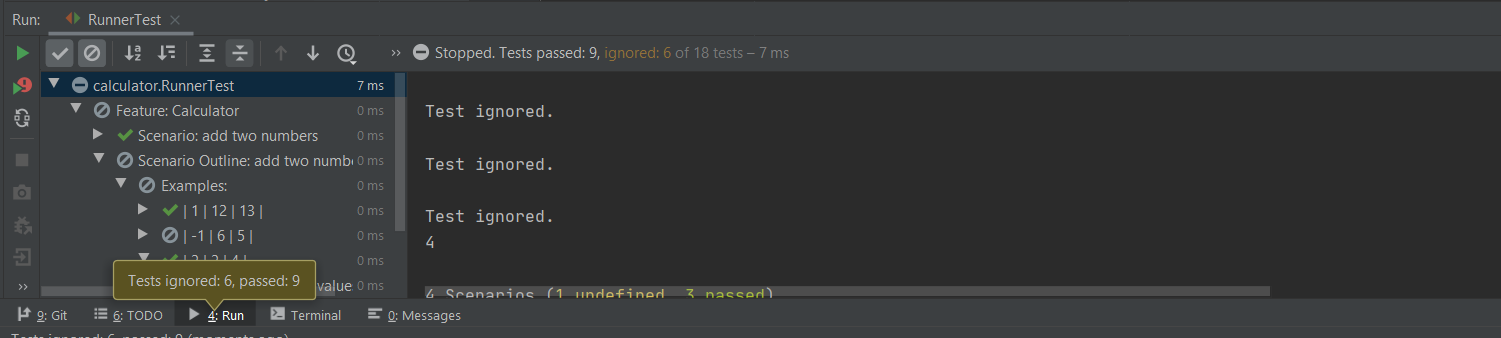 Run: RunnerTest
Stopped. Tests passed: 9, ignored: 6 of 18 tests – 7 ms
calculator.RunnerTest 7 ms
Feature: Calculator 0 ms
Scenario: add two numbers 0 ms
Scenario Outline: add two numbe 0 ms
Examples: 0 ms
| 1 | 12 | 13 | 0 ms
| -1 | 6 | 5 | 0 ms
| 2 | 2 | 4 | 0 ms
value 0 ms
Test ignored.
Test ignored.
Test ignored.
4
4 Scenarios (1 undefined, 3 passed)
Tests ignored: 6, passed: 9
9: Git 6: TODO 4: Run Terminal 0: Messages
Tests ignored: 6, passed: 9 (moments ago)